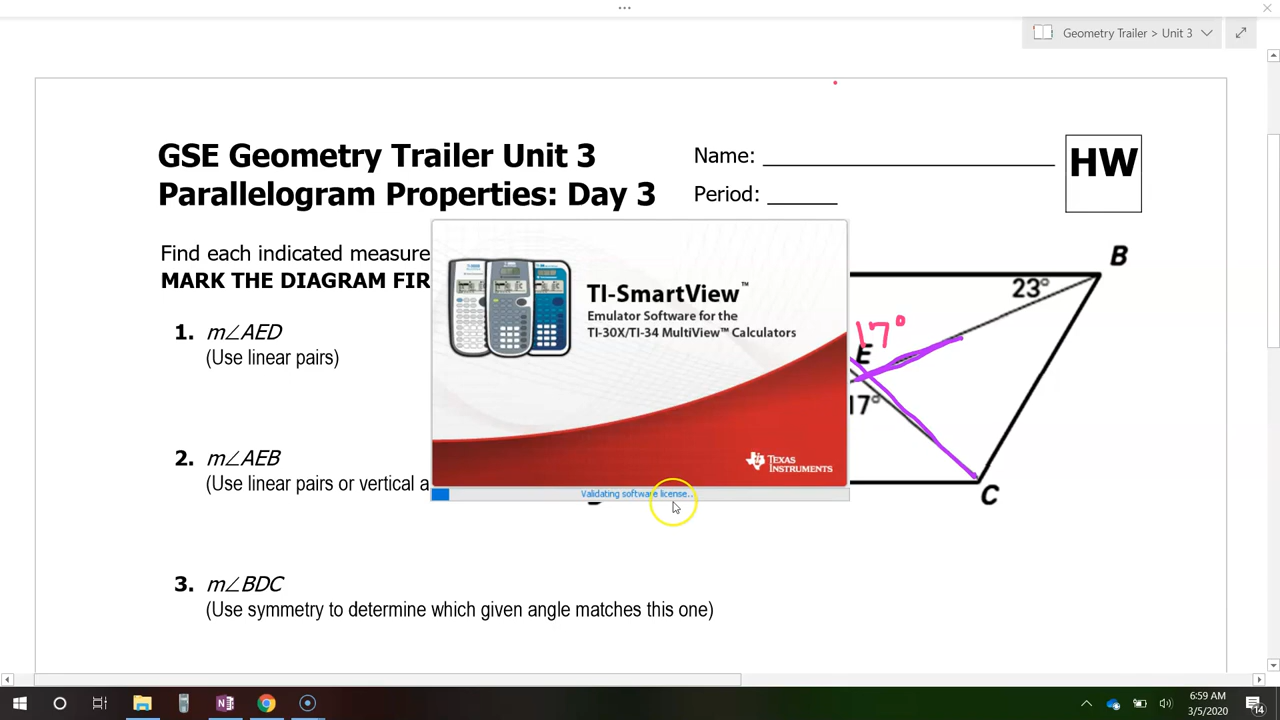 Geometry Trailer > Unit 3
GSE Geometry Trailer Unit 3
Parallelogram Properties: Day 3
Name:
Period:
HW
Find each indicated measure
MARK THE DIAGRAM FIR
1. m∠AED
(Use linear pairs)
2. m∠AEB
(Use linear pairs or vertical a
3. m∠BDC
(Use symmetry to determine which given angle matches this one)
TI-SmartView™
Emulator Software for the
TI-30X/TI-34 MultiView™ Calculators
TEXAS
INSTRUMENTS
Validating software license...
B
23°
17°
E
17°
C
6:59 AM
3/5/2020
14